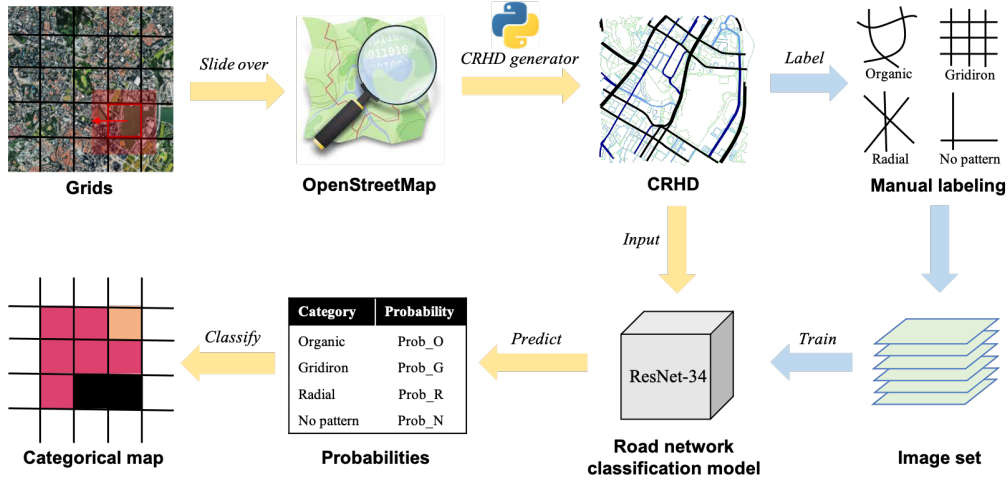 Slide over
CRHD generator
Label
Organic
Gridiron
Radial
No pattern
Grids
OpenStreetMap
CRHD
Manual labeling
Input
Category Probability
Organic Prob_O
Gridiron Prob_G
Radial Prob_R
No pattern Prob_N
Classify
Predict
ResNet-34
Train
Categorical map
Probabilities
Road network
classification model
Image set